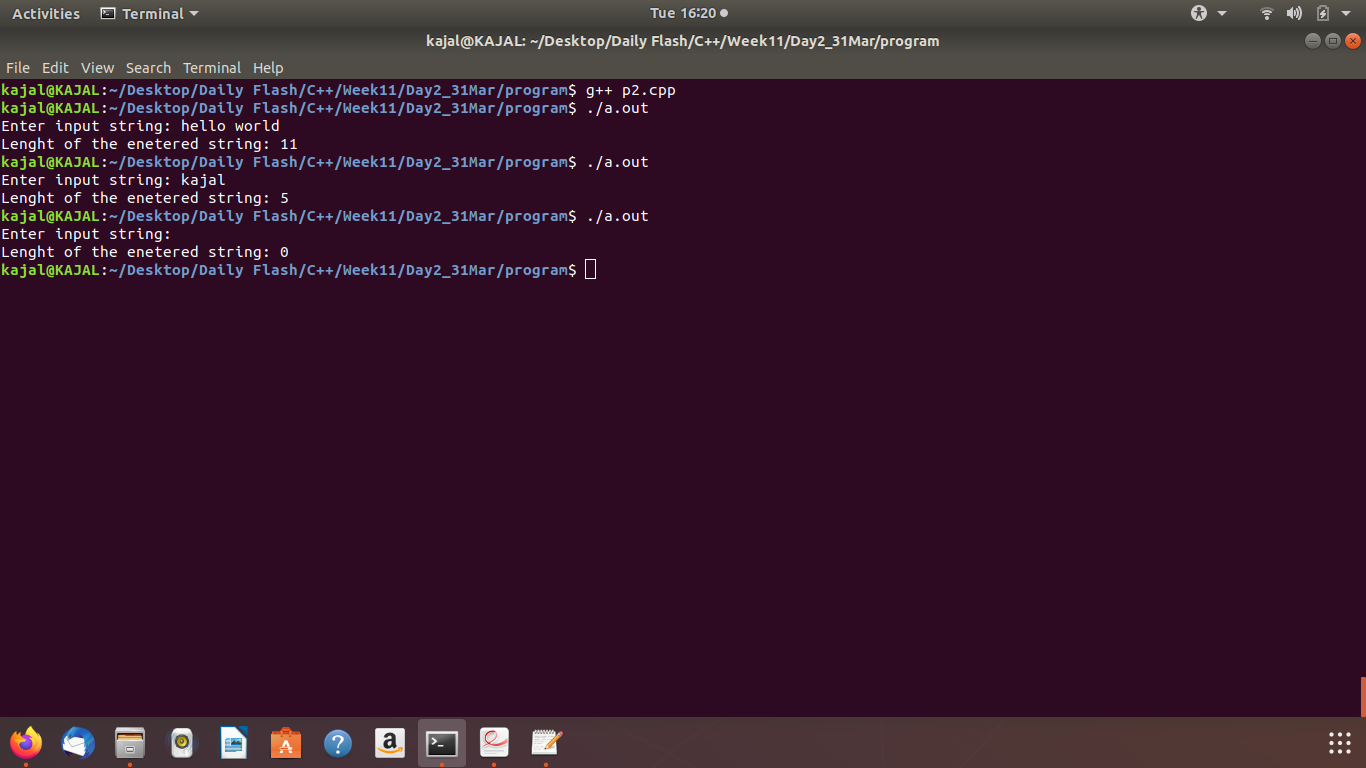 Activities Terminal Tue 16:20
kajal@KAJAL: ~/Desktop/Daily Flash/C++/Week11/Day2_31Mar/program
File Edit View Search Terminal Help
kajal@KAJAL:~/Desktop/Daily Flash/C++/Week11/Day2_31Mar/program$ g++ p2.cpp
kajal@KAJAL:~/Desktop/Daily Flash/C++/Week11/Day2_31Mar/program$ ./a.out
Enter input string: hello world
Lenght of the enetered string: 11
kajal@KAJAL:~/Desktop/Daily Flash/C++/Week11/Day2_31Mar/program$ ./a.out
Enter input string: kajal
Lenght of the enetered string: 5
kajal@KAJAL:~/Desktop/Daily Flash/C++/Week11/Day2_31Mar/program$ ./a.out
Enter input string:
Lenght of the enetered string: 0
kajal@KAJAL:~/Desktop/Daily Flash/C++/Week11/Day2_31Mar/program$